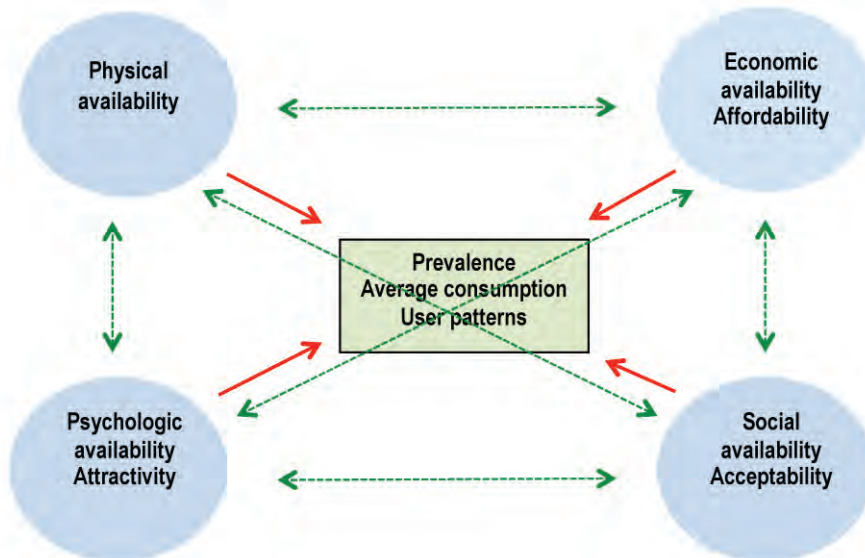 Physical
availability
Economic
availability
Affordability
Prevalence
Average consumption
User patterns
Psychologic
availability
Attractivity
Social
availability
Acceptability